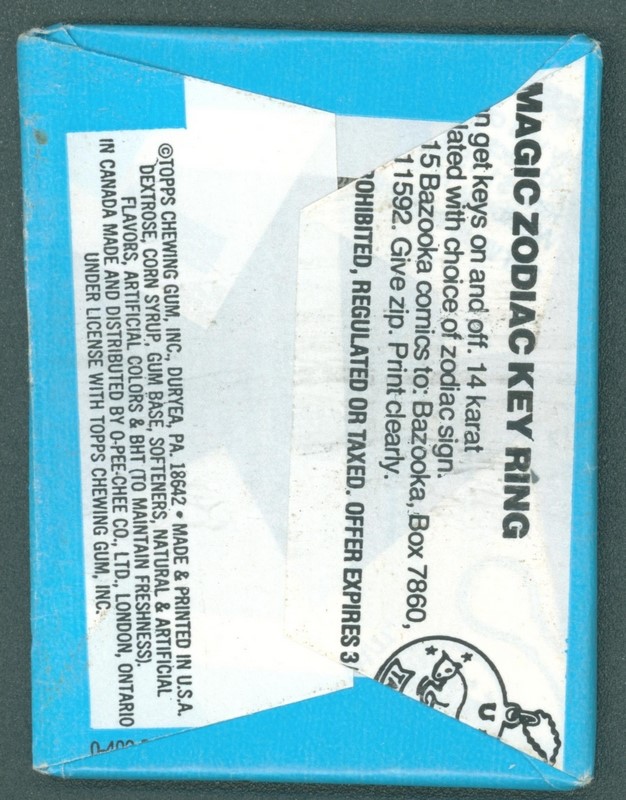 MAGIC ZODIAC KEY RING
n get keys on and off. 14 karat
lated with choice of zodiac sign.
15 Bazooka comics to: Bazooka, Box 7860,
11592. Give zip. Print clearly.
OHIBITED, REGULATED OR TAXED. OFFER EXPIRES 3
©TOPPS CHEWING GUM, INC., DURYEA, PA. 18642 • MADE & PRINTED IN U.S.A.
DEXTROSE, CORN SYRUP, GUM BASE, SOFTENERS, NATURAL & ARTIFICIAL
FLAVORS, ARTIFICIAL COLORS & BHT (TO MAINTAIN FRESHNESS).
IN CANADA MADE AND DISTRIBUTED BY O-PEE-CHEE CO., LTD., LONDON, ONTARIO
UNDER LICENSE WITH TOPPS CHEWING GUM, INC.